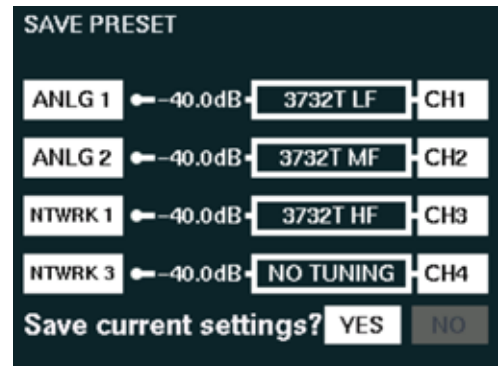 SAVE PRESET
ANLG 1 -40.0dB 3732T LF CH1
ANLG 2 -40.0dB 3732T MF CH2
NTWRK 1 -40.0dB 3732T HF CH3
NTWRK 3 -40.0dB NO TUNING CH4
Save current settings? YES NO